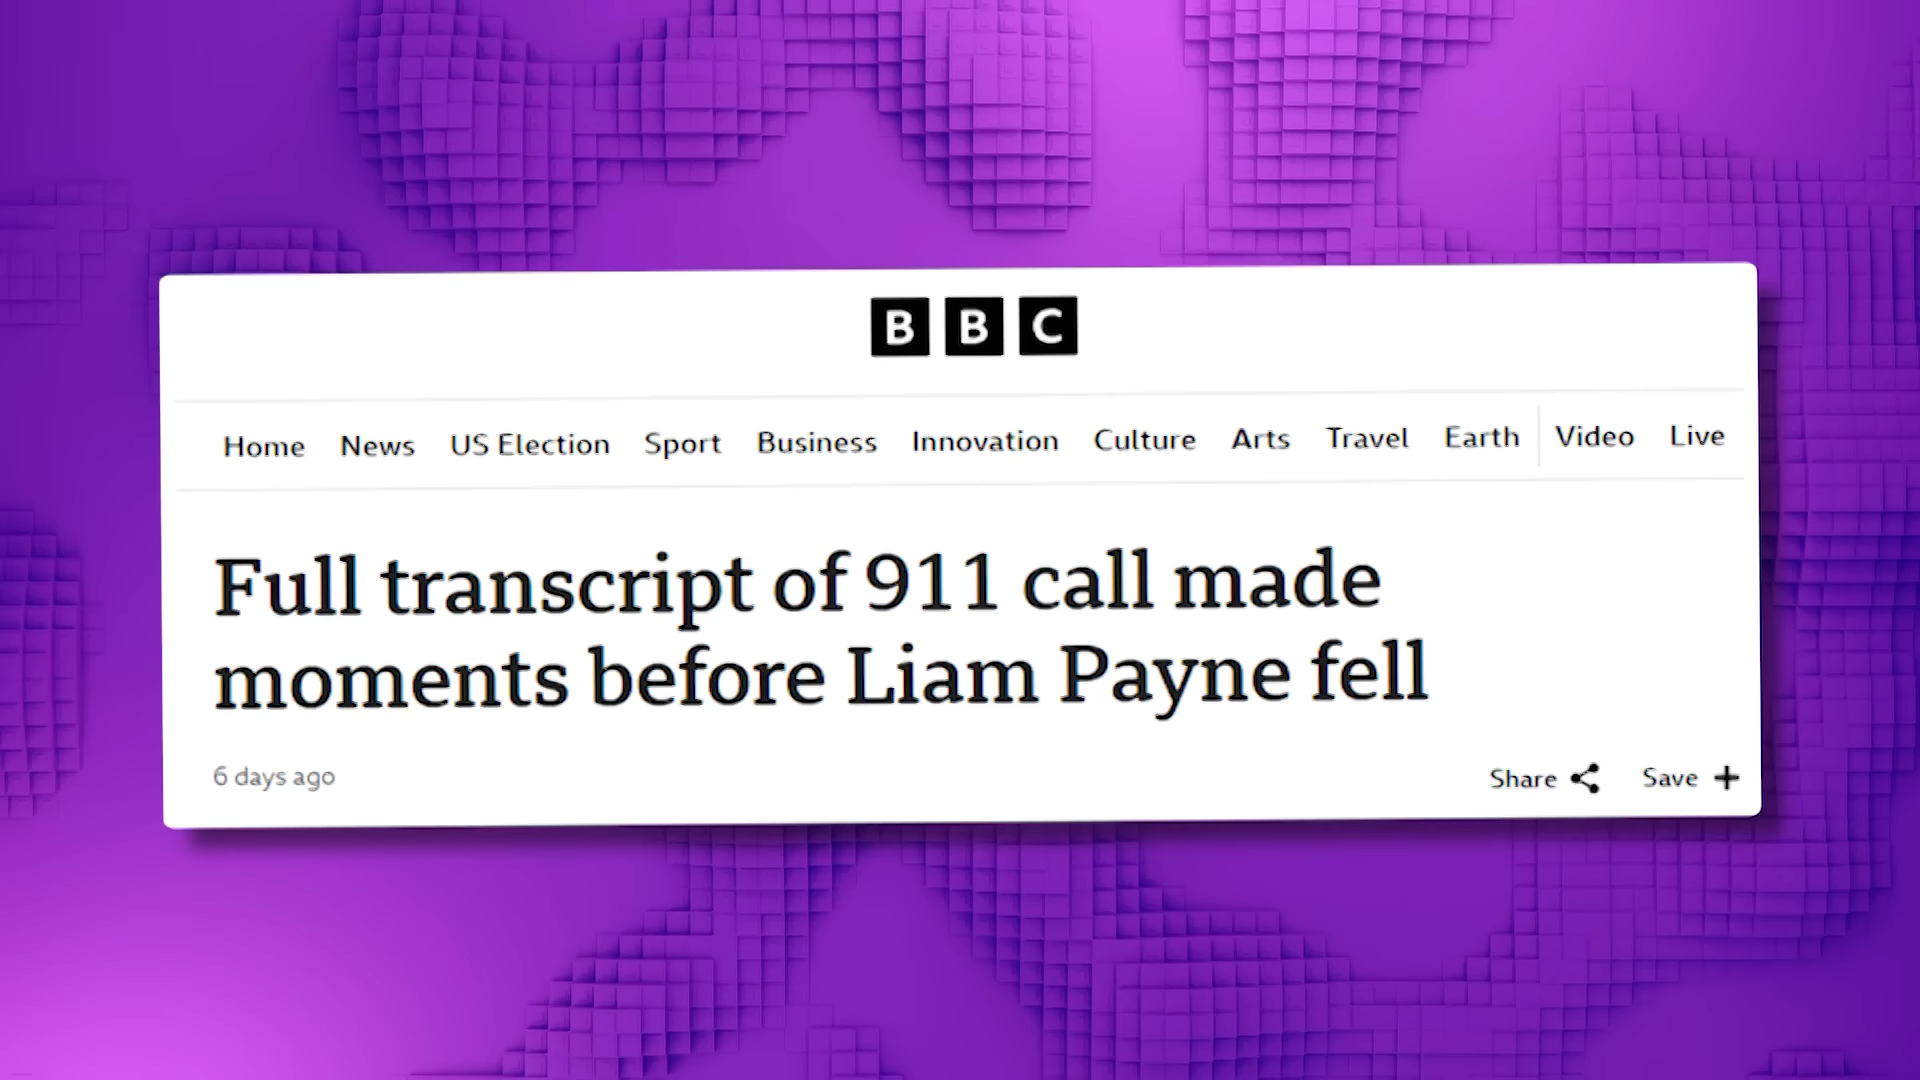 BBC
Home News US Election Sport Business Innovation Culture Arts Travel Earth Video Live
Full transcript of 911 call made
moments before Liam Payne fell
6 days ago Share Save